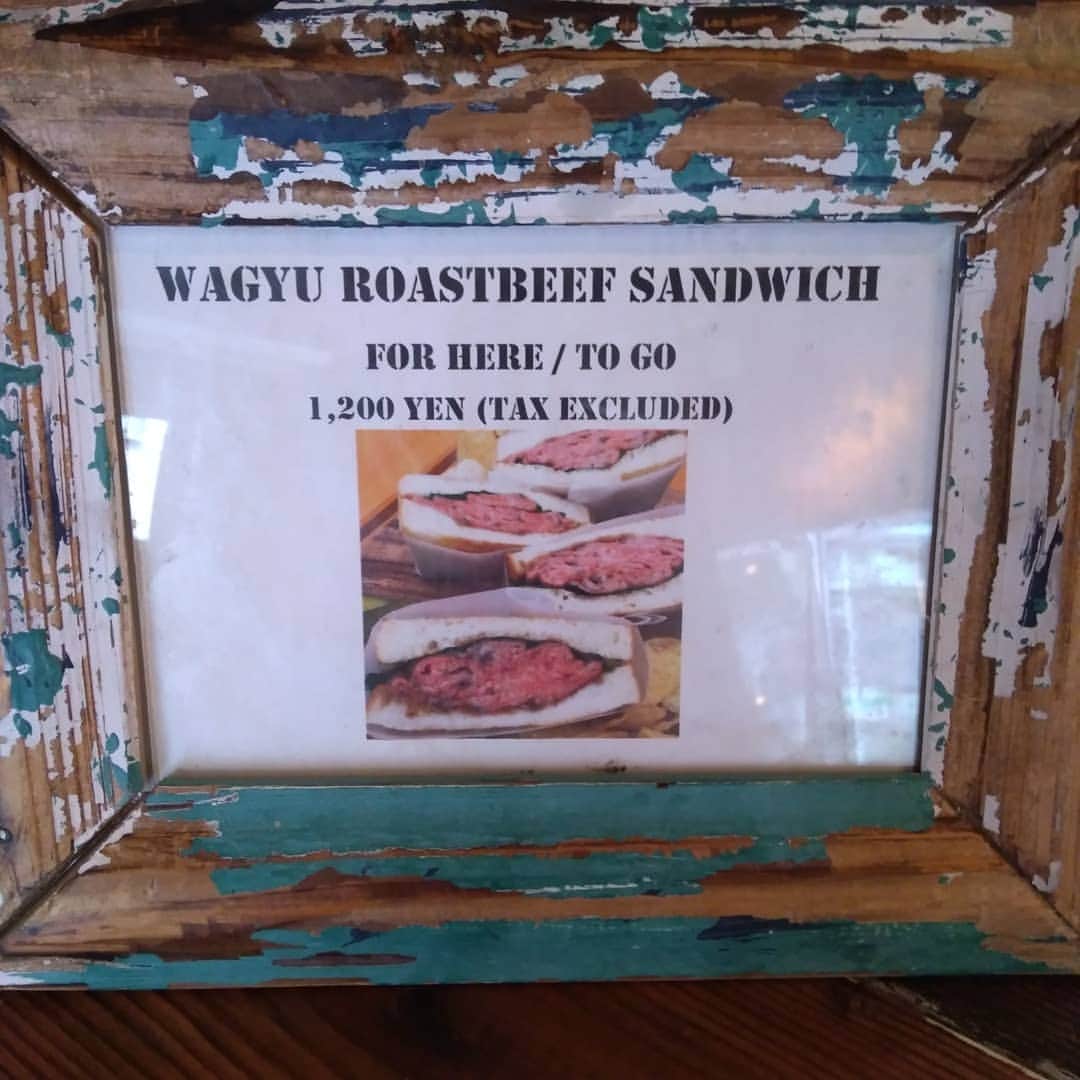 WAGYU ROASTBEEF SANDWICH
FOR HERE / TO GO
1,200 YEN (TAX EXCLUDED)